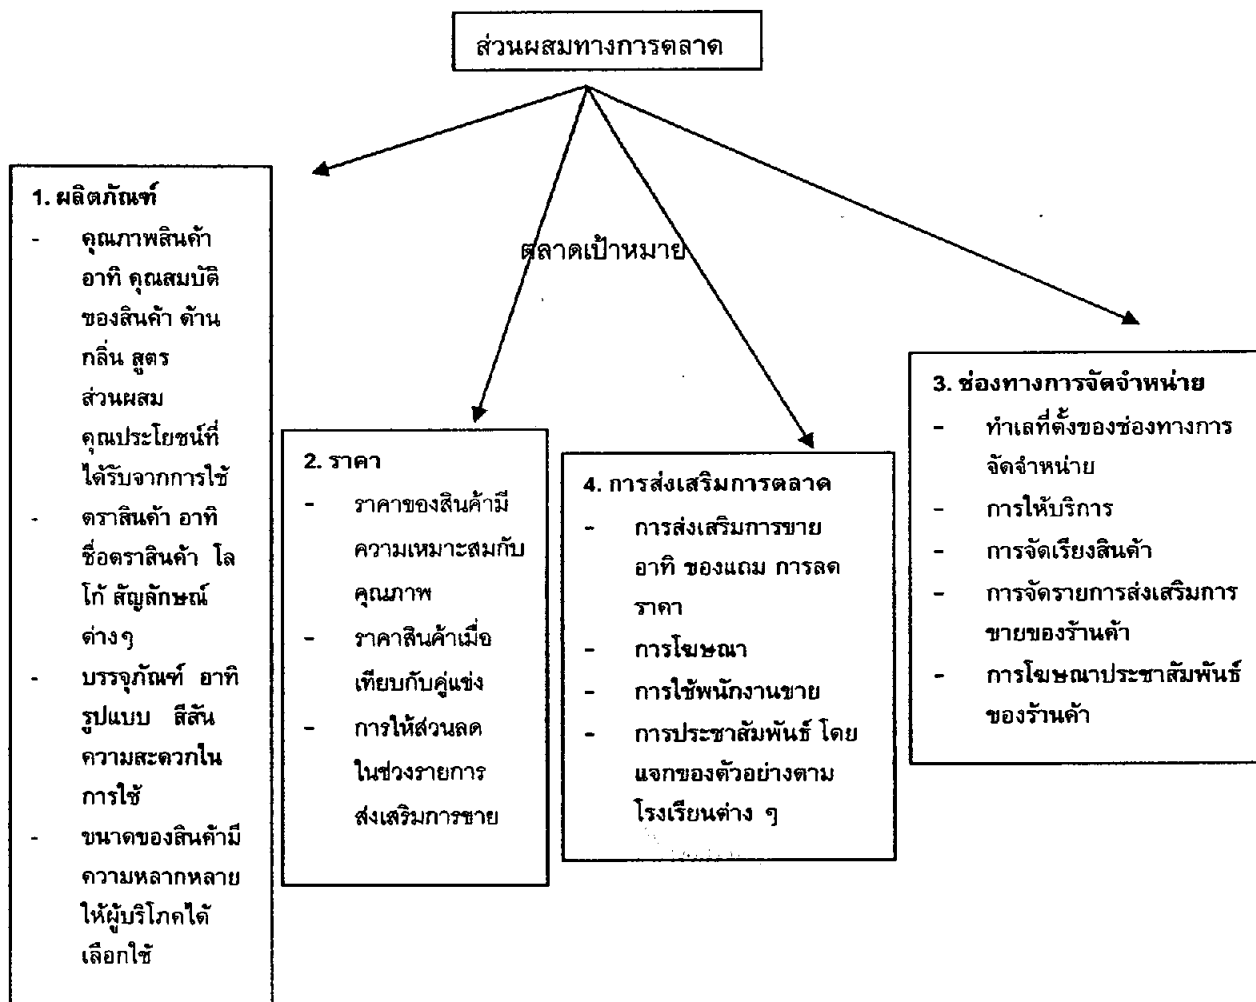 ส่วนผสมทางการตลาด
ตลาดเป้าหมาย
1. ผลิตภัณฑ์
- คุณภาพสินค้า
อาทิ คุณสมบัติ
ของสินค้า ด้าน
กลิ่น สูตร
ส่วนผสม
คุณประโยชน์ที่
ได้รับจากการใช้
- ตราสินค้า อาทิ
ชื่อตราสินค้า โล
โก้ สัญลักษณ์
ต่างๆ
- บรรจุภัณฑ์ อาทิ
รูปแบบ สีสัน
ความสะดวกใน
การใช้
- ขนาดของสินค้ามี
ความหลากหลาย
ให้ผู้บริโภคได้
เลือกใช้
2. ราคา
- ราคาของสินค้ามี
ความเหมาะสมกับ
คุณภาพ
- ราคาสินค้าเมื่อ
เทียบกับคู่แข่ง
- การให้ส่วนลด
ในช่วงรายการ
ส่งเสริมการขาย
4. การส่งเสริมการตลาด
- การส่งเสริมการขาย
อาทิ ของแถม การลด
ราคา
- การโฆษณา
- การใช้พนักงานขาย
- การประชาสัมพันธ์ โดย
แจกของตัวอย่างตาม
โรงเรียนต่าง ๆ
3. ช่องทางการจัดจำหน่าย
- ทำเลที่ตั้งของช่องทางการ
จัดจำหน่าย
- การให้บริการ
- การจัดเรียงสินค้า
- การจัดรายการส่งเสริมการ
ขายของร้านค้า
- การโฆษณาประชาสัมพันธ์
ของร้านค้า